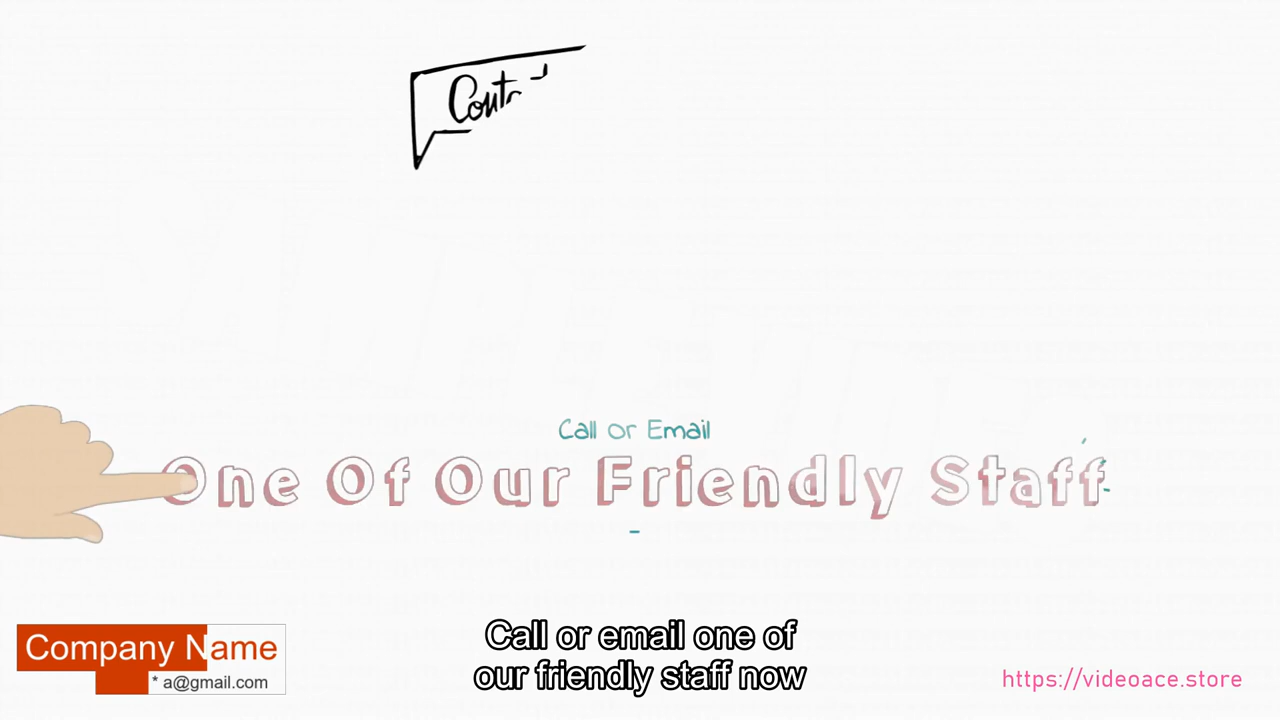 Call or Email
One Of Our Friendly Staff
Company Name
* a@gmail.com
Call or email one of
our friendly staff now
https://videoace.store